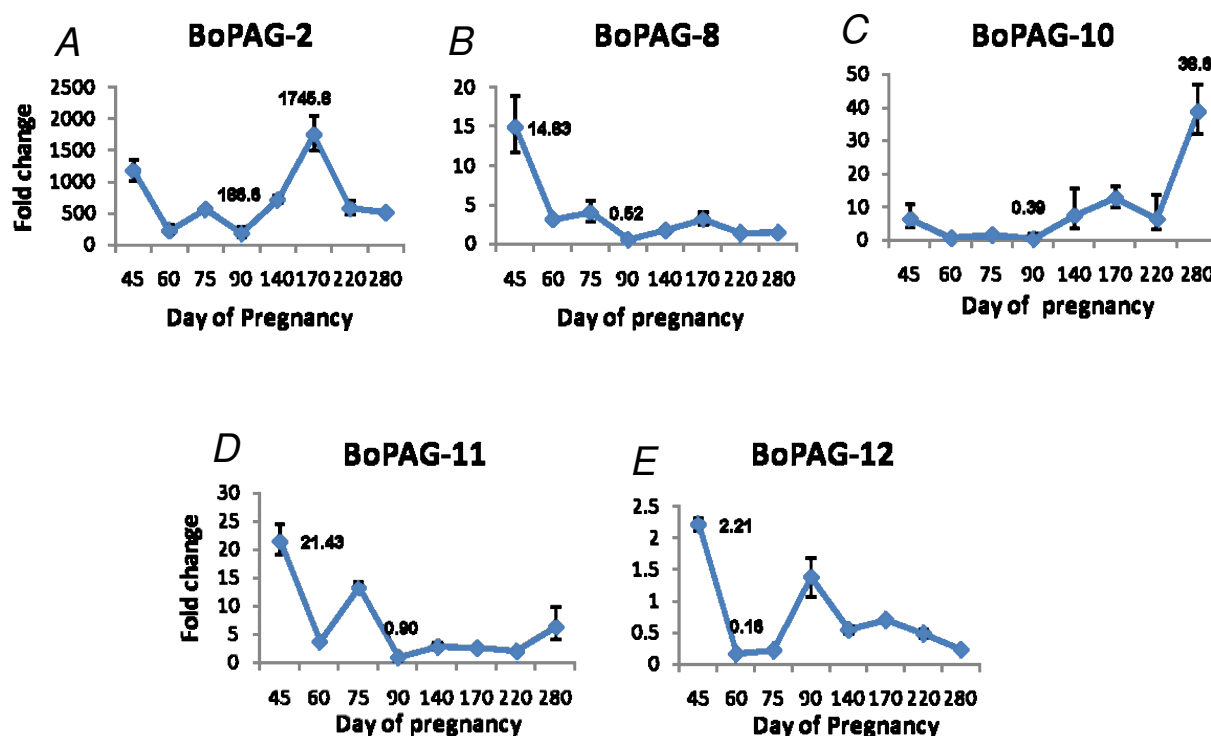 A
BoPAG-2
Fold change
2500
2000
1500
1000
500
0
1745.8
186.6
45 60 75 90 140 170 220 280
Day of Pregnancy
B
BoPAG-8
20
15
10
5
0
14.83
0.52
45 60 75 90 140 170 220 280
Day of pregnancy
C
BoPAG-10
50
40
30
20
10
0
0.39
38.8
45 60 75 90 140 170 220 280
Day of pregnancy
D
BoPAG-11
Fold change
30
25
20
15
10
5
0
21.43
0.90
45 60 75 90 140 170 220 280
Day of pregnancy
E
BoPAG-12
2.5
2
1.5
1
0.5
0
2.21
0.16
45 60 75 90 140 170 220 280
Day of Pregnancy